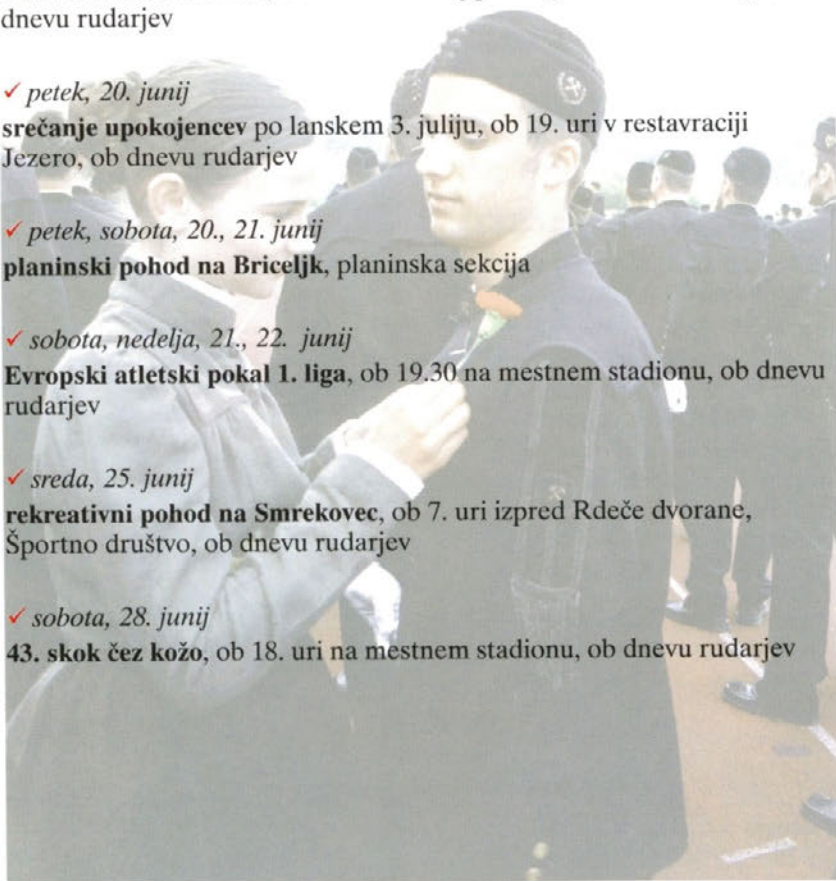 dnevu rudarjev
✓ petek, 20. junij
srečanje upokojencev po lanskem 3. juliju, ob 19. uri v restavraciji
Jezero, ob dnevu rudarjev
✓ petek, sobota, 20., 21. junij
planinski pohod na Briceljk, planinska sekcija
✓ sobota, nedelja, 21., 22. junij
Evropski atletski pokal 1. liga, ob 19.30 na mestnem stadionu, ob dnevu
rudarjev
✓ sreda, 25. junij
rekreativni pohod na Smrekovec, ob 7. uri izpred Rdeče dvorane,
Športno društvo, ob dnevu rudarjev
✓ sobota, 28. junij
43. skok čez kožo, ob 18. uri na mestnem stadionu, ob dnevu rudarjev